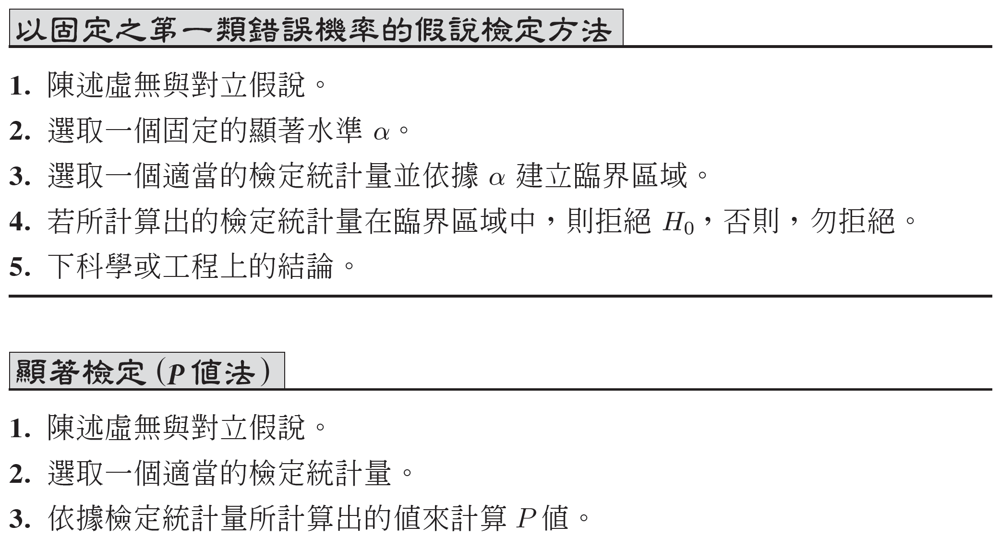 以固定之第一類錯誤機率的假說檢定方法
1. 陳述虛無與對立假說。
2. 選取一個固定的顯著水準 α。
3. 選取一個適當的檢定統計量並依據 α 建立臨界區域。
4. 若所計算出的檢定統計量在臨界區域中，則拒絕 H₀，否則，勿拒絕。
5. 下科學或工程上的結論。
顯著檢定 (P 值法)
1. 陳述虛無與對立假說。
2. 選取一個適當的檢定統計量。
3. 依據檢定統計量所計算出的值來計算 P 值。